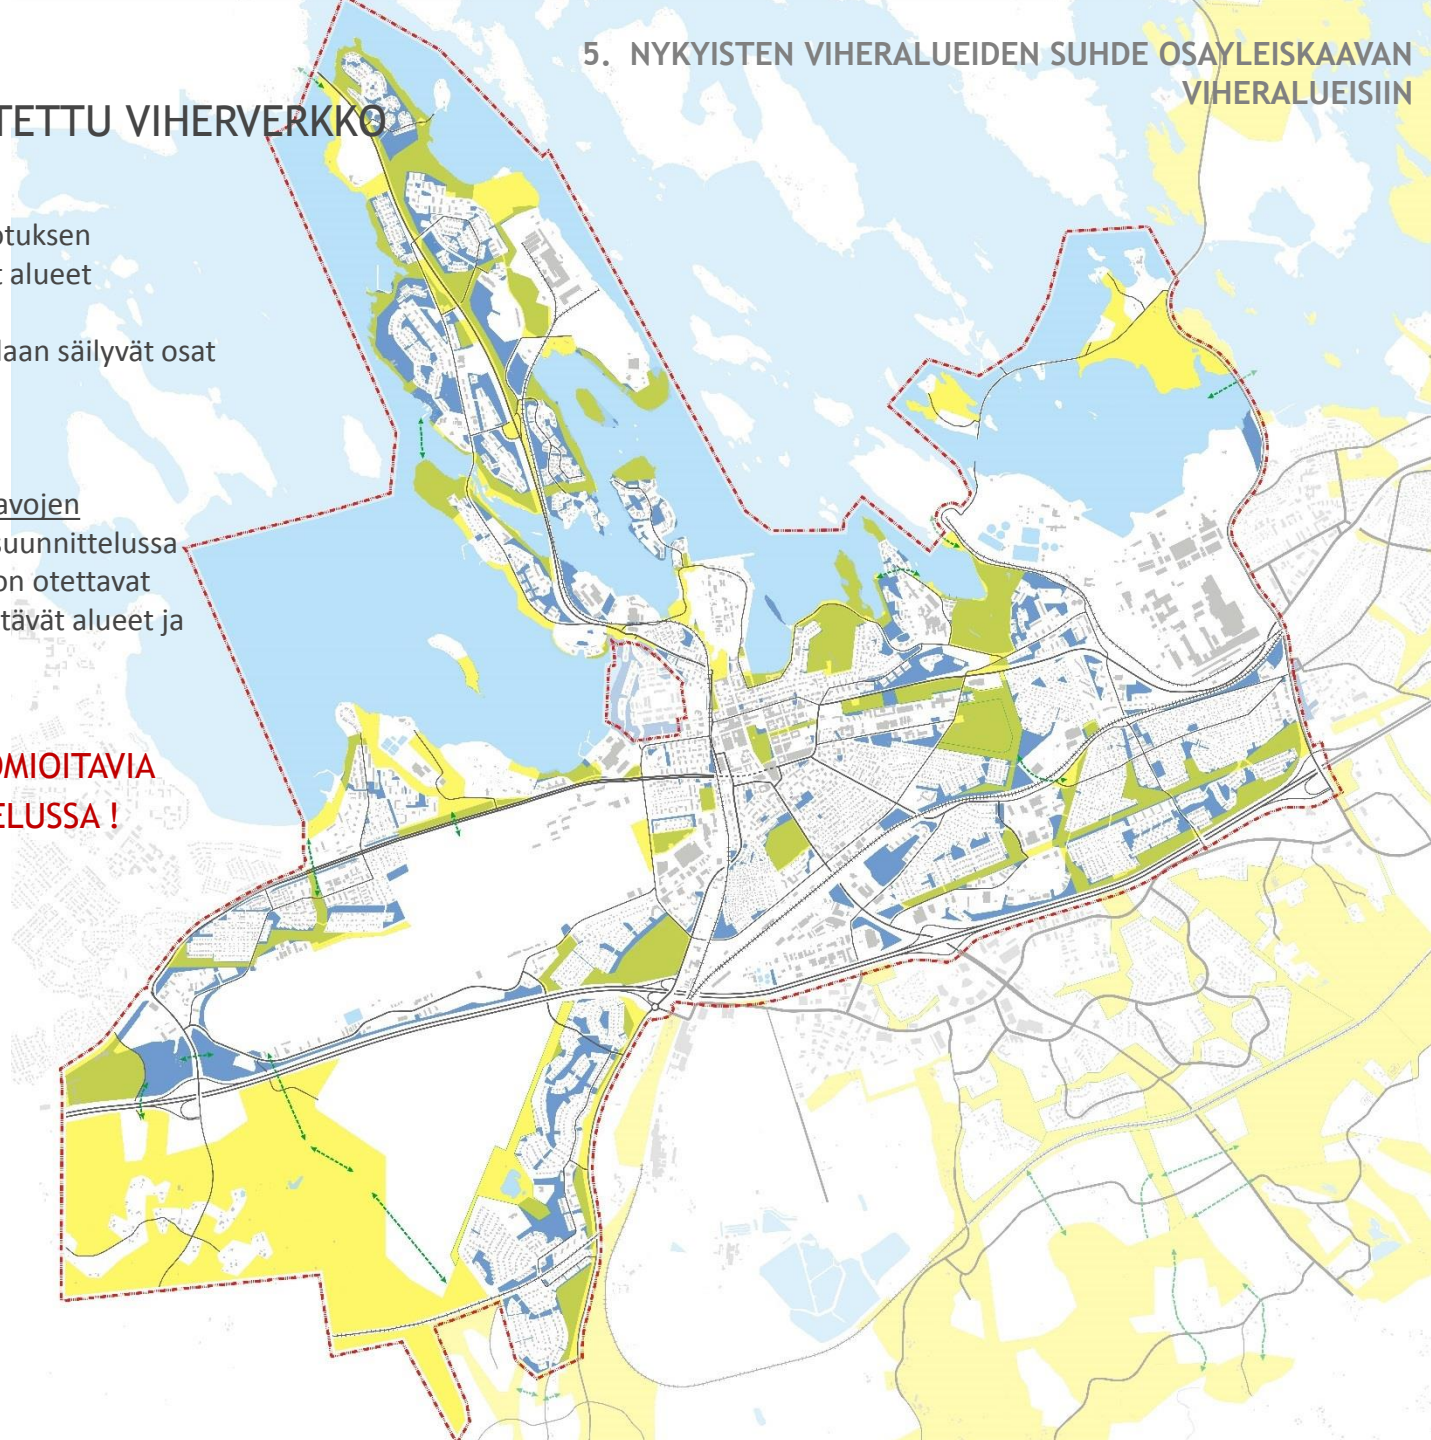 5. NYKYISTEN VIHERALUEIDEN SUHDE OSAYLEISKAAVAN
VIHERALUEISIIN
TETTU VIHERVERKKO
otuksen
t alueet
laan säilyvät osat
avojen
suunnittelussa
on otettavat
tävät alueet ja
OMIOITAVIA
ELUSSA !